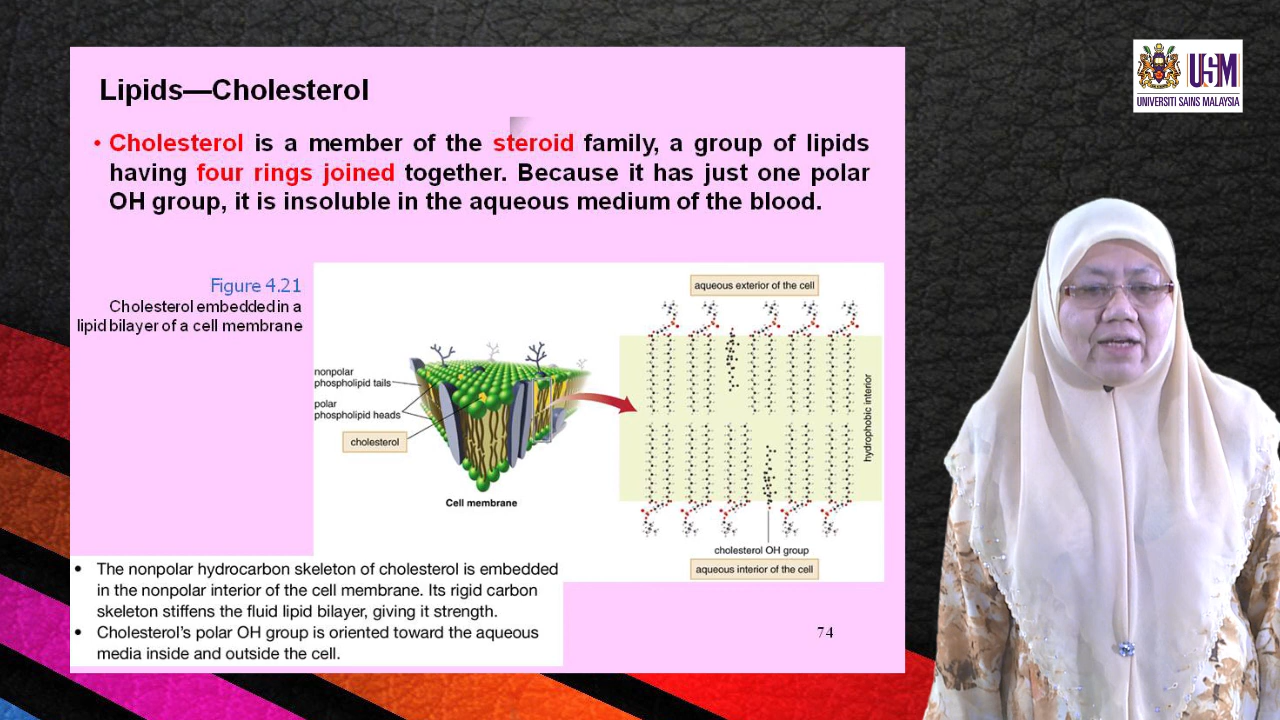 Lipids—Cholesterol
• Cholesterol is a member of the steroid family, a group of lipids
having four rings joined together. Because it has just one polar
OH group, it is insoluble in the aqueous medium of the blood.
Figure 4.21
Cholesterol embedded in a
lipid bilayer of a cell membrane
nonpolar
phospholipid tails
polar
phospholipid heads
cholesterol
Cell membrane
aqueous exterior of the cell
hydrophobic interior
cholesterol OH group
aqueous interior of the cell
• The nonpolar hydrocarbon skeleton of cholesterol is embedded
in the nonpolar interior of the cell membrane. Its rigid carbon
skeleton stiffens the fluid lipid bilayer, giving it strength.
• Cholesterol's polar OH group is oriented toward the aqueous
media inside and outside the cell.
74
USM
UNIVERSITI SAINS MALAYSIA